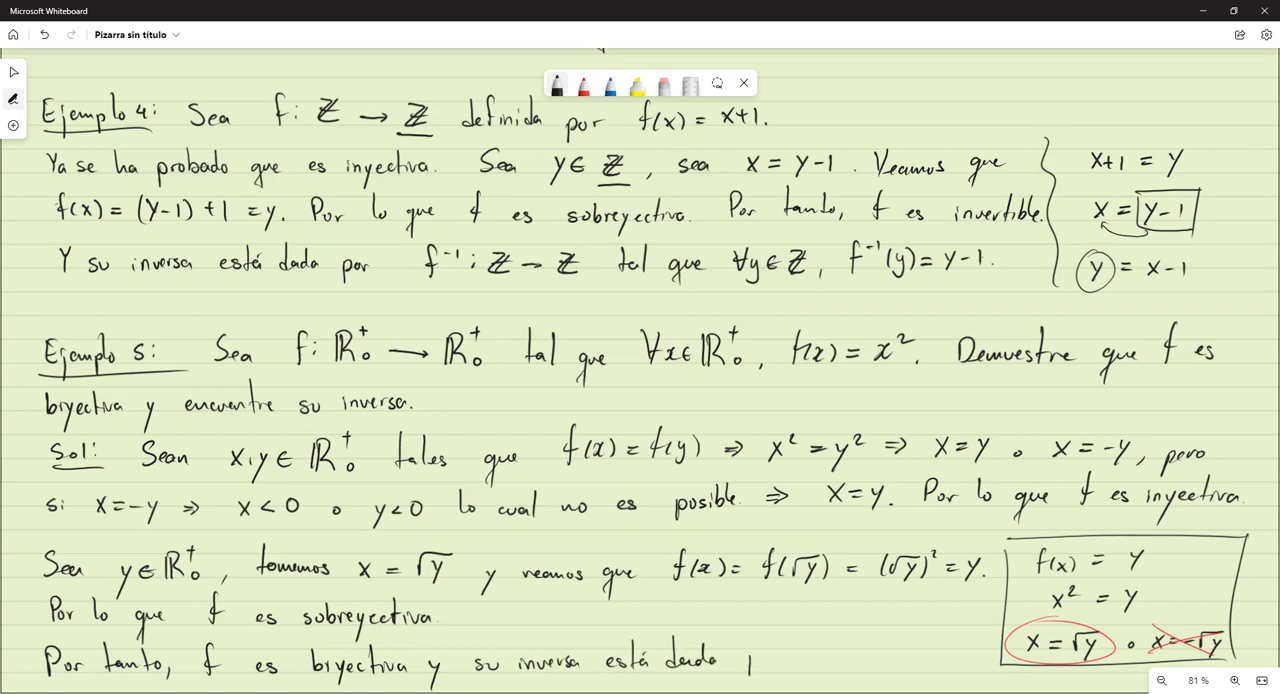 Microsoft Whiteboard
Pizarra sin título
Ejemplo 4: Sea f: ℤ → ℤ definida por f(x) = x+1.
Ya se ha probado que es inyectiva. Sea y ∈ ℤ, sea x = y-1. Veamos que
f(x) = (y-1)+1 = y. Por lo que f es sobreyectiva. Por tanto, f es invertible.
Y su inversa está dada por f⁻¹: ℤ → ℤ tal que ∀y ∈ ℤ, f⁻¹(y) = y-1.
x+1 = y
x = y-1
y = x-1
Ejemplo 5: Sea f: ℝ₀⁺ → ℝ₀⁺ tal que ∀x ∈ ℝ₀⁺, f(x) = x². Demuestre que f es
biyectiva y encuentre su inversa.
Sol: Sean x,y ∈ ℝ₀⁺ tales que f(x) = f(y) ⇒ x² = y² ⇒ x = y o x = -y, pero
si x = -y ⇒ x < 0 o y < 0 lo cual no es posible. ⇒ x = y. Por lo que f es inyectiva.
Sea y ∈ ℝ₀⁺, tomemos x = √y y veamos que f(x) = f(√y) = (√y)² = y.
Por lo que f es sobreyectiva.
Por tanto, f es biyectiva y su inversa está dada
f(x) = y
x² = y
x = √y o x = -√y
81 %